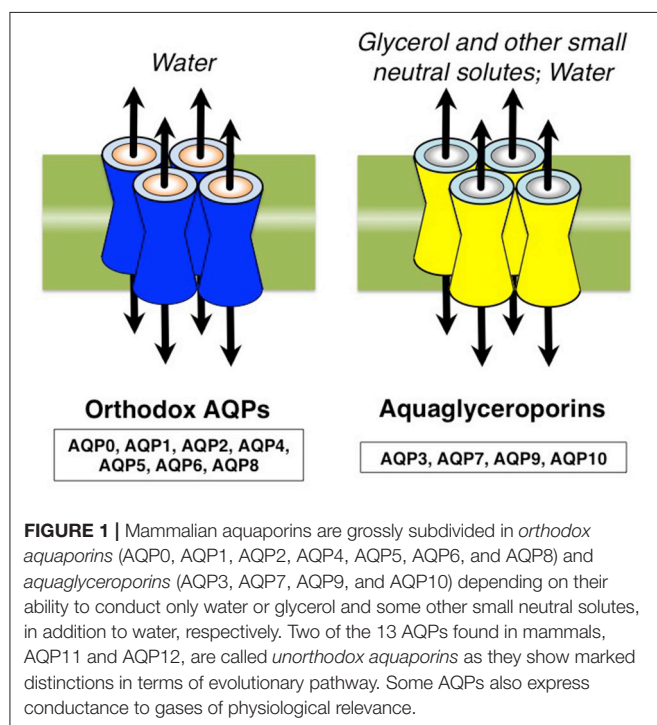 Water
Glycerol and other small
neutral solutes; Water
Orthodox AQPs
AQP0, AQP1, AQP2, AQP4,
AQP5, AQP6, AQP8
Aquaglyceroporins
AQP3, AQP7, AQP9, AQP10
FIGURE 1 | Mammalian aquaporins are grossly subdivided in orthodox
aquaporins (AQP0, AQP1, AQP2, AQP4, AQP5, AQP6, and AQP8) and
aquaglyceroporins (AQP3, AQP7, AQP9, and AQP10) depending on their
ability to conduct only water or glycerol and some other small neutral solutes,
in addition to water, respectively. Two of the 13 AQPs found in mammals,
AQP11 and AQP12, are called unorthodox aquaporins as they show marked
distinctions in terms of evolutionary pathway. Some AQPs also express
conductance to gases of physiological relevance.